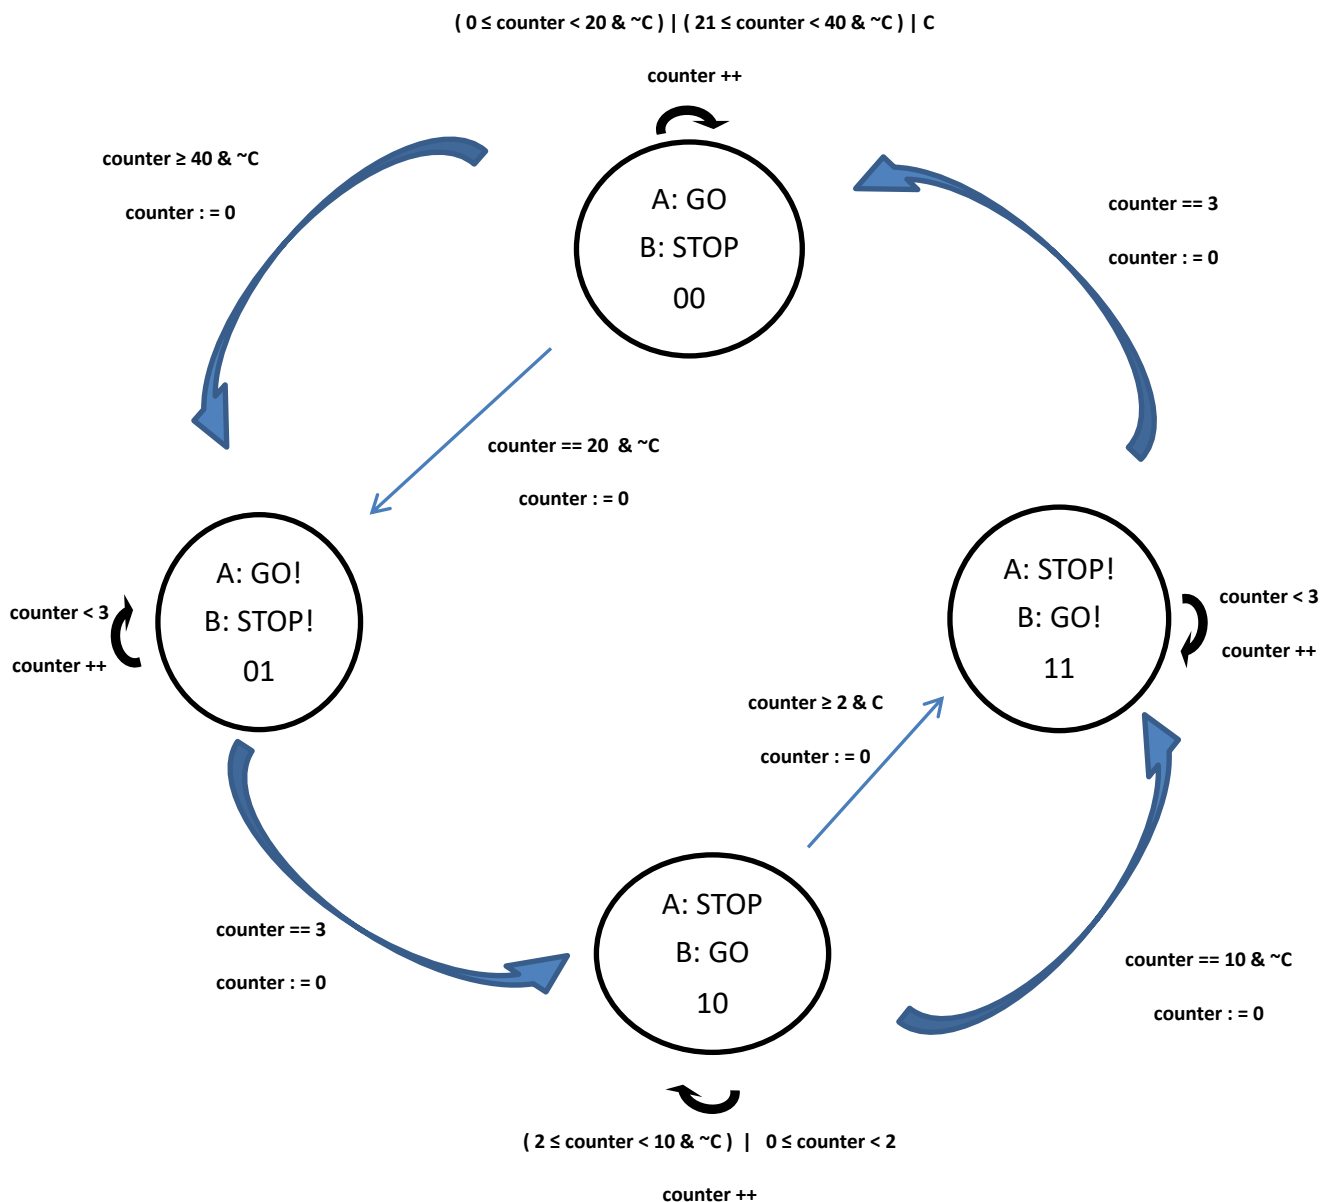 ( 0 ≤ counter < 20 & ~C ) | ( 21 ≤ counter < 40 & ~C ) | C
counter ++
counter ≥ 40 & ~C
counter : = 0
A: GO
B: STOP
00
counter == 3
counter : = 0
counter == 20 & ~C
counter : = 0
A: GO!
B: STOP!
01
counter < 3
counter ++
A: STOP!
B: GO!
11
counter < 3
counter ++
counter ≥ 2 & C
counter : = 0
counter == 3
counter : = 0
A: STOP
B: GO
10
counter == 10 & ~C
counter : = 0
( 2 ≤ counter < 10 & ~C ) | 0 ≤ counter < 2
counter ++